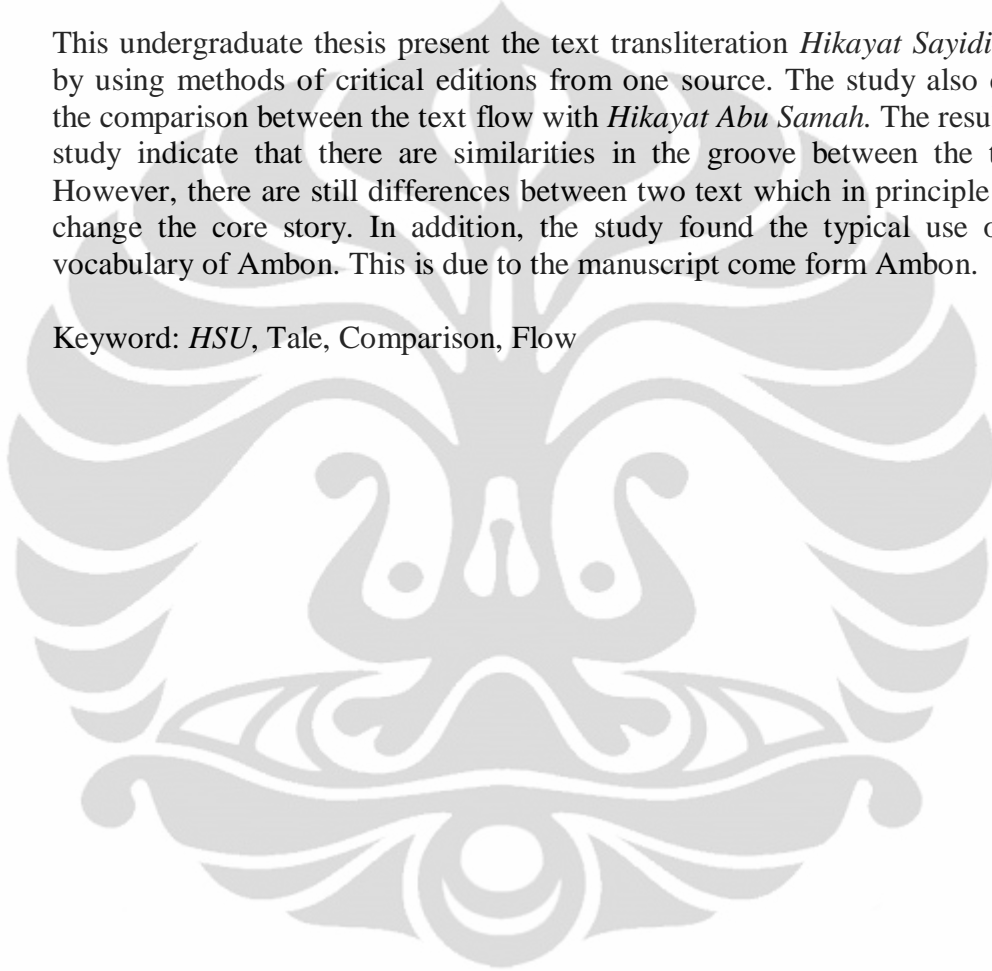 This undergraduate thesis present the text transliteration Hikayat Sayidi
by using methods of critical editions from one source. The study also
the comparison between the text flow with Hikayat Abu Samah. The resu
study indicate that there are similarities in the groove between the
However, there are still differences between two text which in principle
change the core story. In addition, the study found the typical use
vocabulary of Ambon. This is due to the manuscript come form Ambon.
Keyword: HSU, Tale, Comparison, Flow